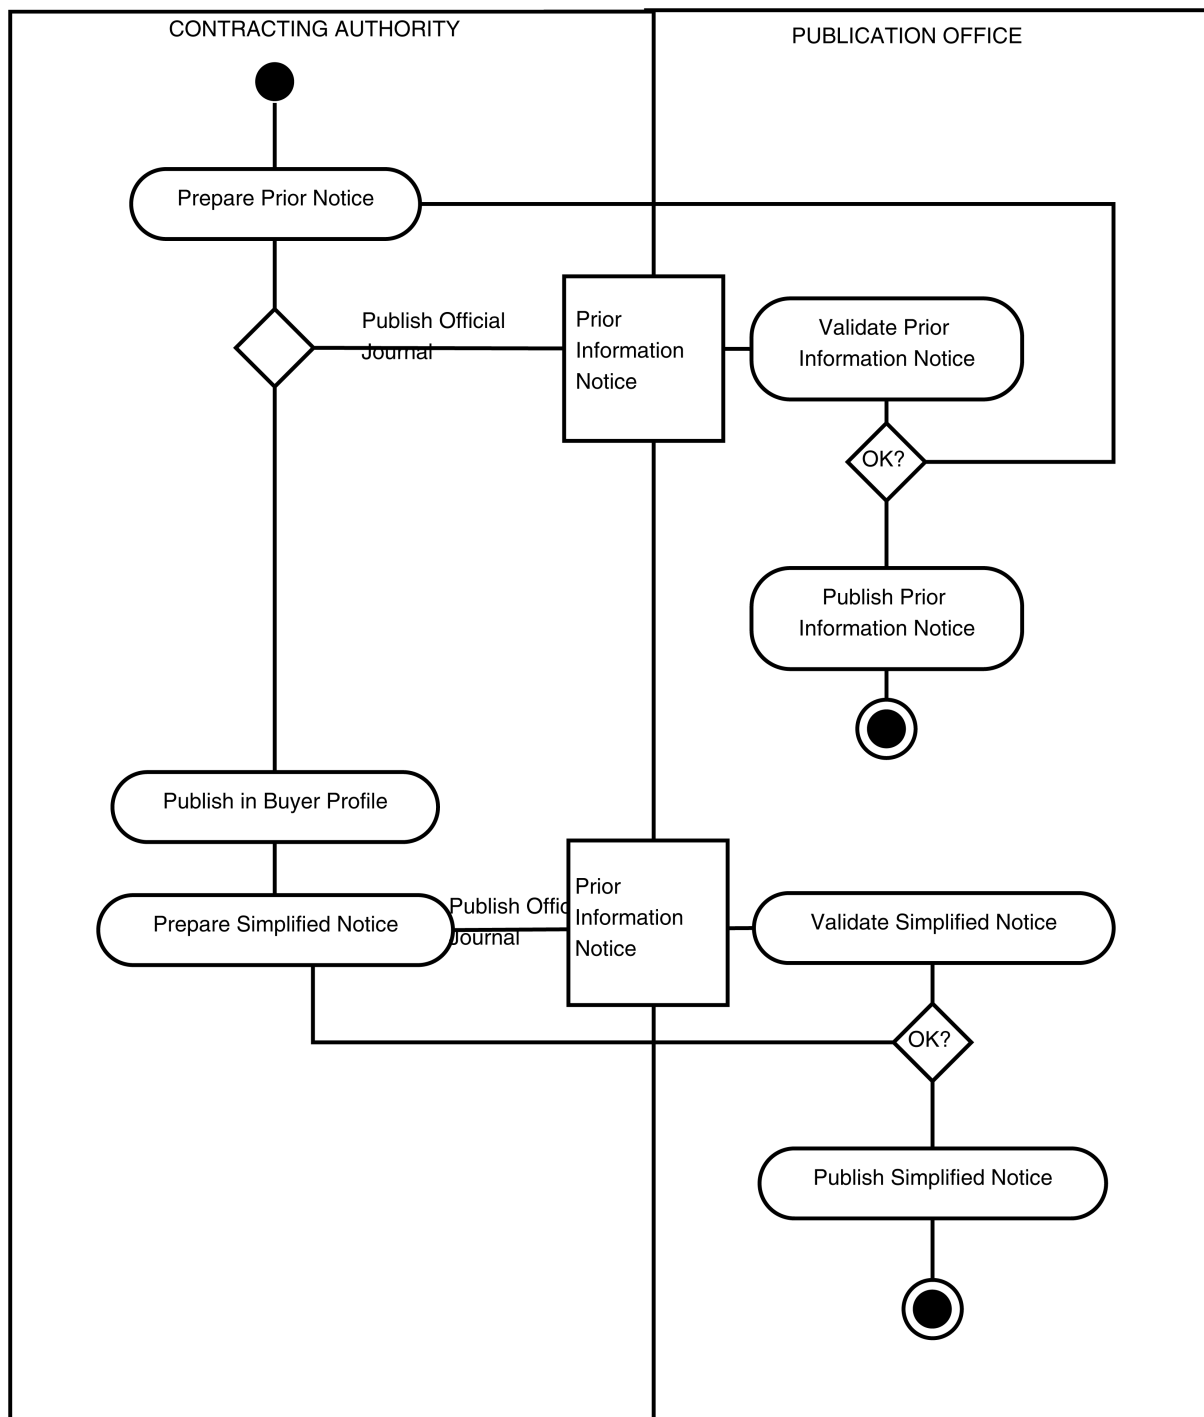 CONTRACTING AUTHORITY
PUBLICATION OFFICE
Prepare Prior Notice
Publish Official
Journal
Prior
Information
Notice
Validate Prior
Information Notice
OK?
Publish Prior
Information Notice
Publish in Buyer Profile
Prepare Simplified Notice
Publish Offic
Journal
Prior
Information
Notice
Validate Simplified Notice
OK?
Publish Simplified Notice